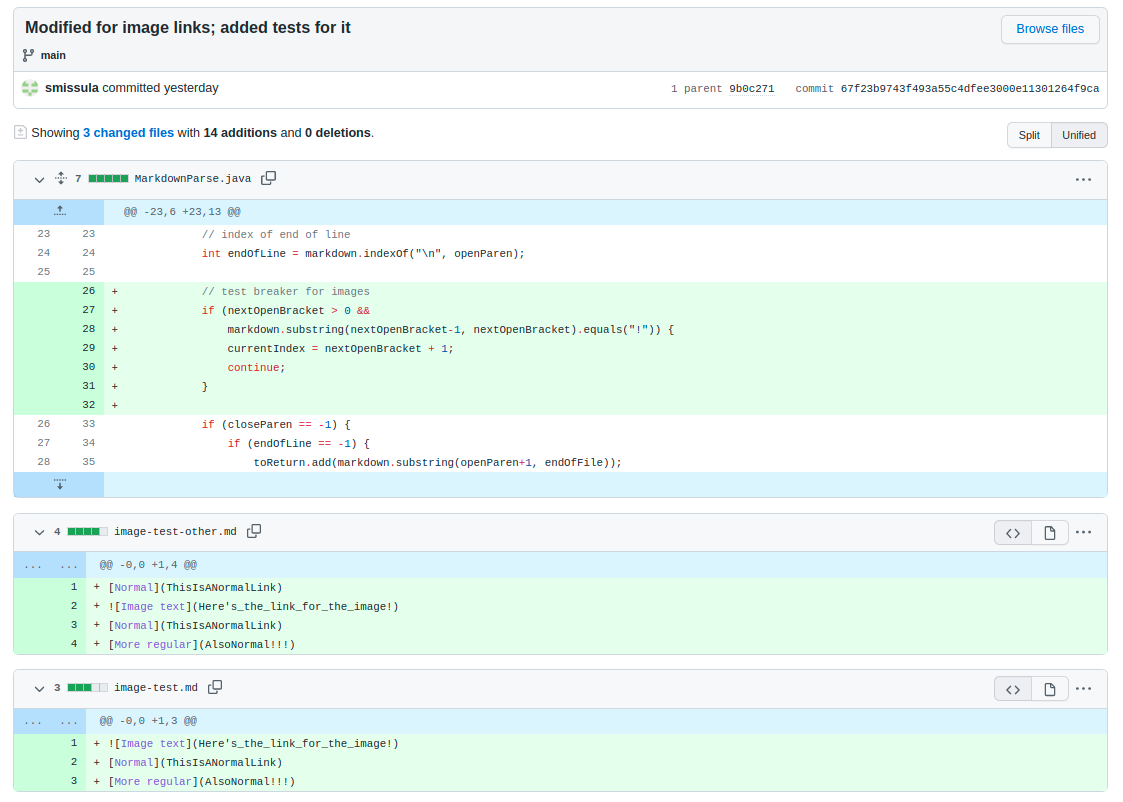 Modified for image links; added tests for it
Browse files
main
smissula committed yesterday
1 parent 9b0c271 commit 67f23b9743f493a55c4dfee3000e11301264f9ca
Showing 3 changed files with 14 additions and 0 deletions.
Split Unified
7 MarkdownParse.java
@@ -23,6 +23,13 @@
23 23 // index of end of line
24 24 int endOfLine = markdown.indexOf("\n", openParen);
25 25
26 + // test breaker for images
27 + if (nextOpenBracket > 0 &&
28 + markdown.substring(nextOpenBracket-1, nextOpenBracket).equals("!")) {
29 + currentIndex = nextOpenBracket + 1;
30 + continue;
31 + }
32 +
26 33 if (closeParen == -1) {
27 34 if (endOfLine == -1) {
28 35 toReturn.add(markdown.substring(openParen+1, endOfFile));
4 image-test-other.md
... ... @@ -0,0 +1,4 @@
1 + [Normal](ThisIsANormalLink)
2 + ![Image text](Here's_the_link_for_the_image!)
3 + [Normal](ThisIsANormalLink)
4 + [More regular](AlsoNormal!!!)
3 image-test.md
... ... @@ -0,0 +1,3 @@
1 + ![Image text](Here's_the_link_for_the_image!)
2 + [Normal](ThisIsANormalLink)
3 + [More regular](AlsoNormal!!!)